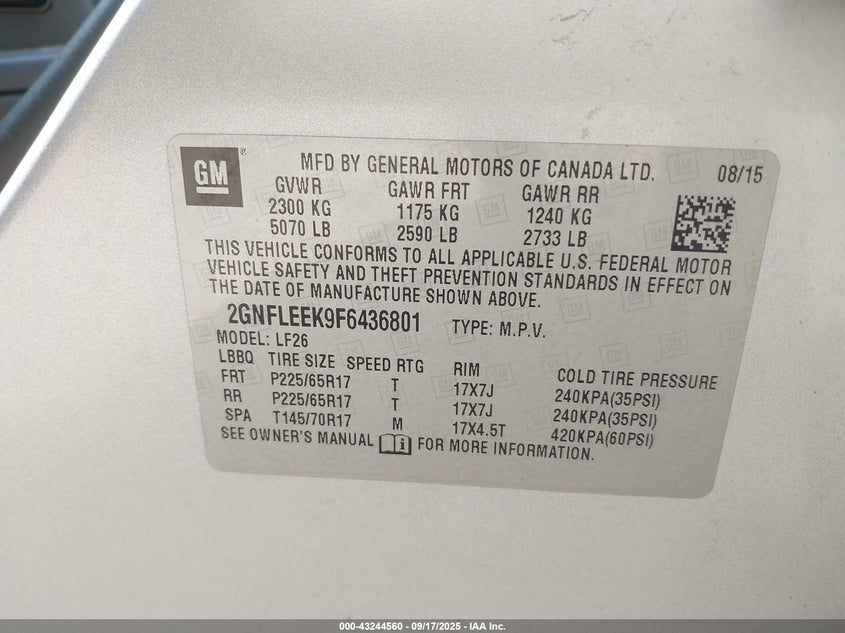 GM ®
MFD BY GENERAL MOTORS OF CANADA LTD. 08/15
GVWR GAWR FRT GAWR RR
2300 KG 1175 KG 1240 KG
5070 LB 2590 LB 2733 LB
THIS VEHICLE CONFORMS TO ALL APPLICABLE U.S. FEDERAL MOTOR
VEHICLE SAFETY AND THEFT PREVENTION STANDARDS IN EFFECT ON
THE DATE OF MANUFACTURE SHOWN ABOVE.
2GNFLEEK9F6436801 TYPE: M.P.V.
MODEL: LF26
LBBQ TIRE SIZE SPEED RTG RIM COLD TIRE PRESSURE
FRT P225/65R17 T 17X7J 240KPA(35PSI)
RR P225/65R17 T 17X7J 240KPA(35PSI)
SPA T145/70R17 M 17X4.5T 420KPA(60PSI)
SEE OWNER'S MANUAL FOR MORE INFORMATION.
000-43244560 - 09/17/2025 - IAA Inc.